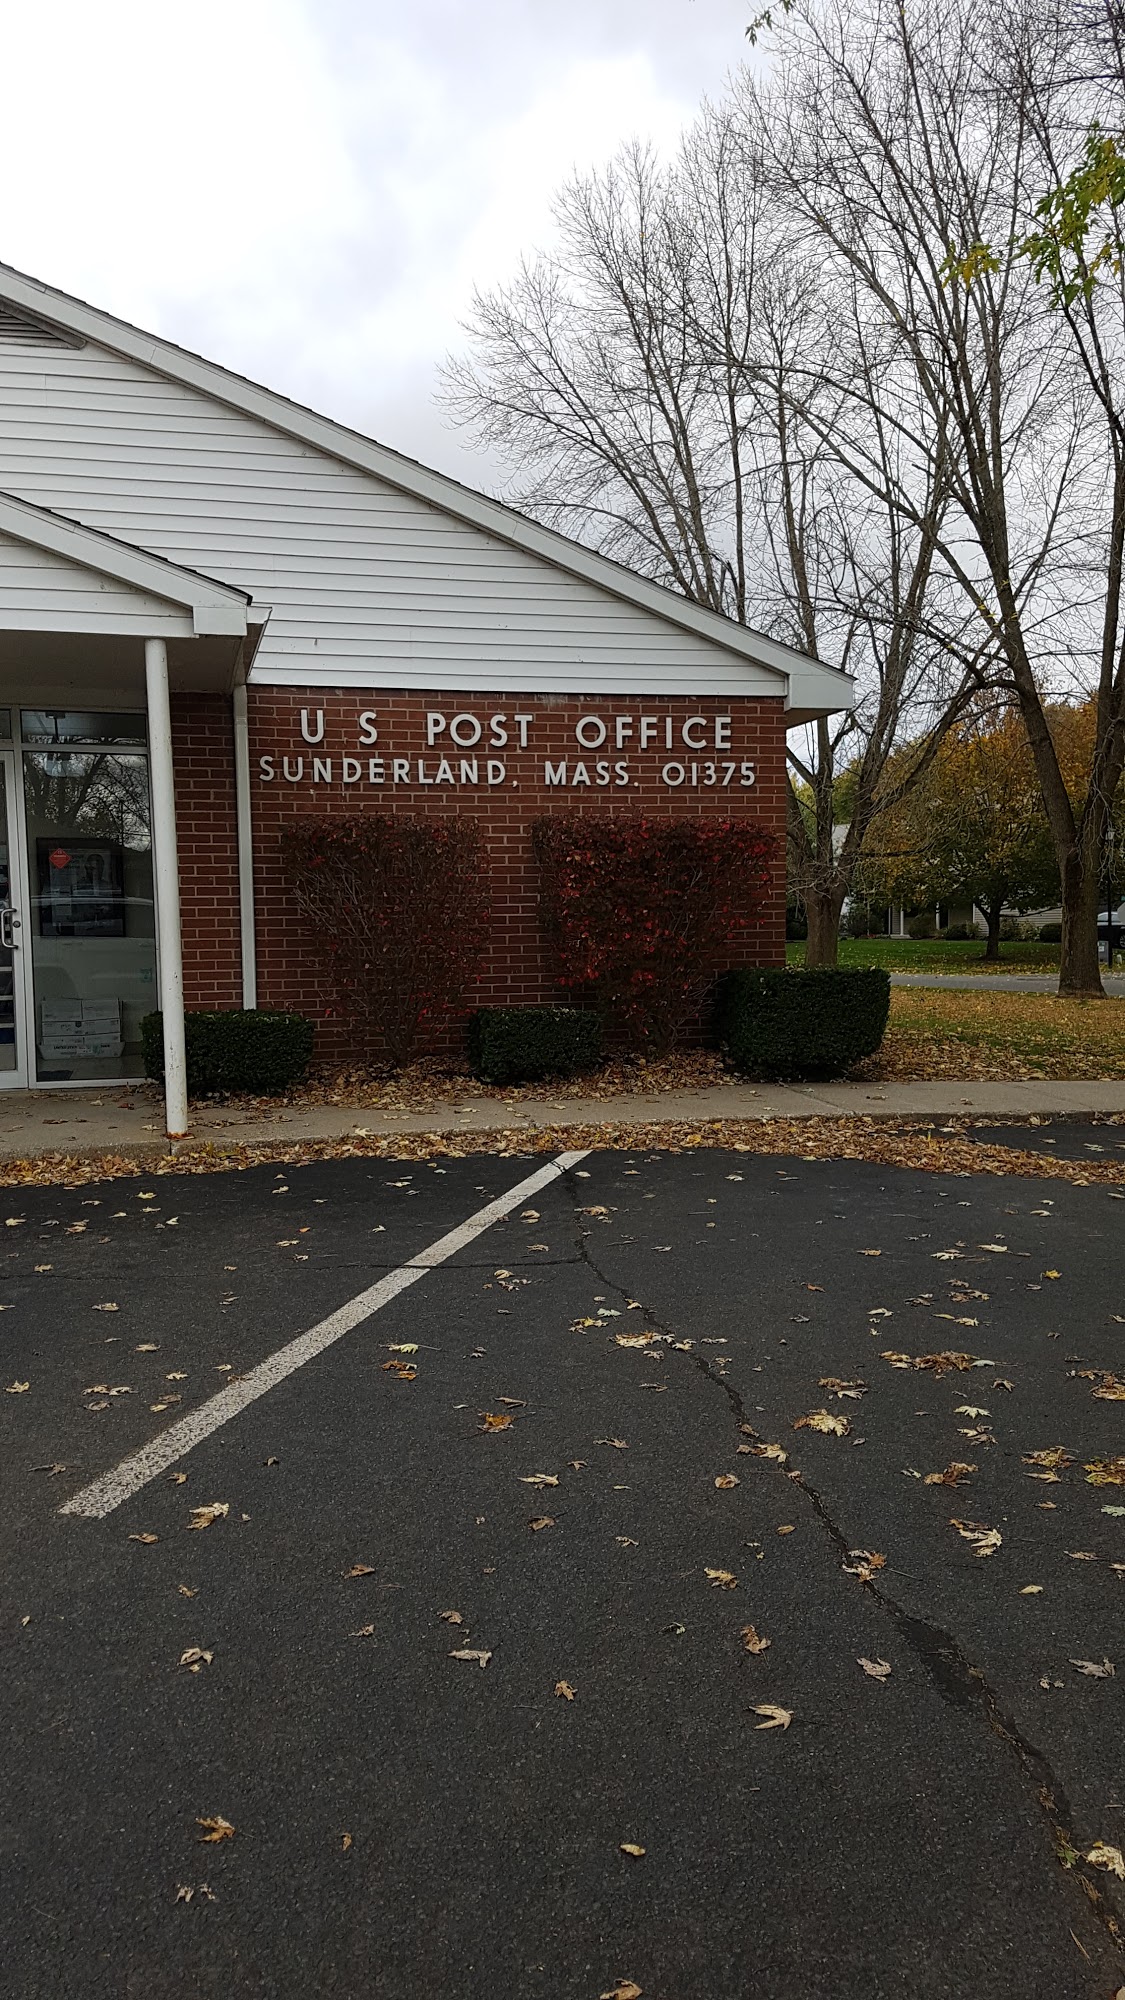 U S POST OFFICE
SUNDERLAND, MASS. 01375